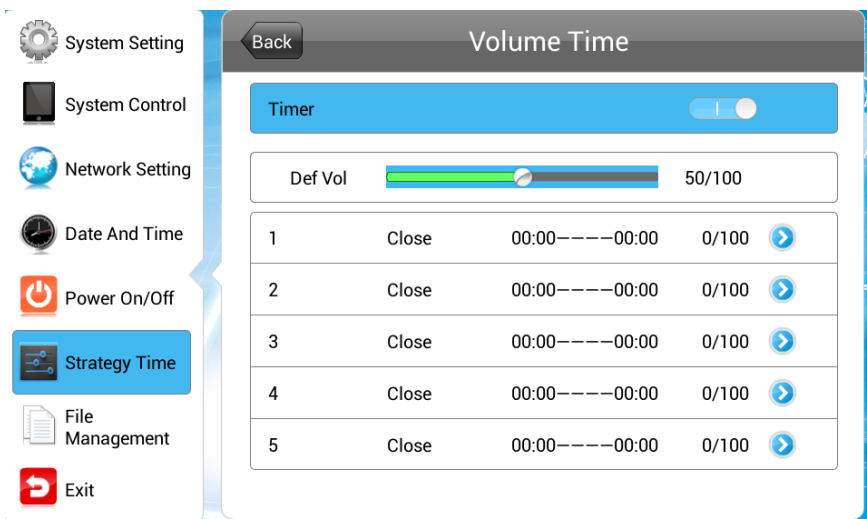 System Setting
System Control
Network Setting
Date And Time
Power On/Off
Strategy Time
File
Management
Exit
Back
Volume Time
Timer
Def Vol 50/100
1 Close 00:00————00:00 0/100
2 Close 00:00————00:00 0/100
3 Close 00:00————00:00 0/100
4 Close 00:00————00:00 0/100
5 Close 00:00————00:00 0/100